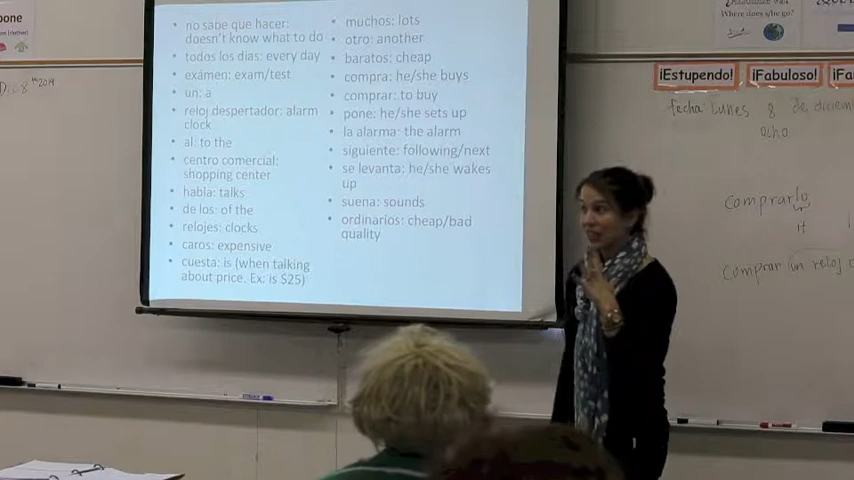 • no sabe que hacer:
doesn't know what to do
• todos los dias: every day
• exámen: exam/test
• un: a
• reloj despertador: alarm
clock
• al: to the
• centro comercial:
shopping center
• habla: talks
• de los: of the
• relojes: clocks
• caros: expensive
• cuesta: is (when talking
about price. Ex: is $25)
• muchos: lots
• otro: another
• baratos: cheap
• compra: he/she buys
• comprar: to buy
• pone: he/she sets up
• la alarma: the alarm
• siguiente: following/next
• se levanta: he/she wakes
up
• suena: sounds
• ordinarios: cheap/bad
quality
pone
Where does s/he go?
¡Estupendo!
¡Fabuloso!
¡Fa
fecha: lunes 8 de diciem
ocho
comprarlo
it
comprar un reloj